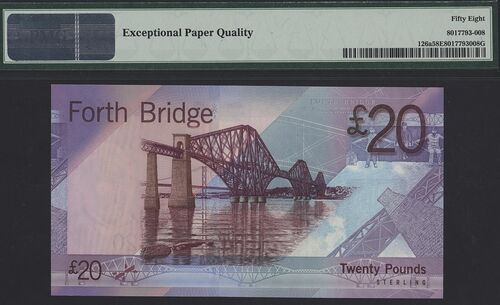 Fifty Eight
Exceptional Paper Quality
8017793-008
126a58E8017793008G
Forth Bridge
£20
£20
Twenty Pounds
STERLING